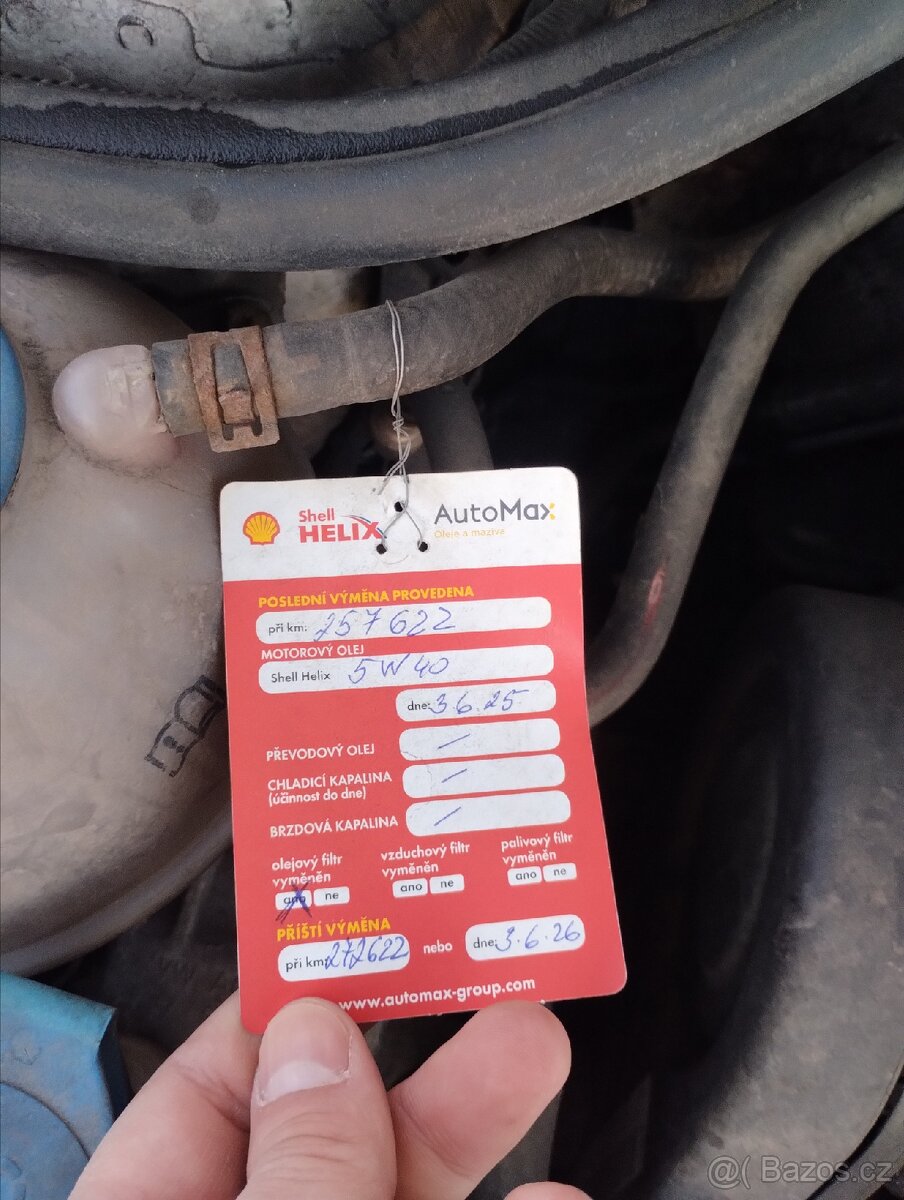 Shell
HELIX
AutoMax
Oleje a maziva
POSLEDNÍ VÝMĚNA PROVEDENA
při km: 257 622
MOTOROVÝ OLEJ
Shell Helix 5W40
dne: 3.6.25
PŘEVODOVÝ OLEJ /
CHLADICÍ KAPALINA /
(účinnost do dne)
BRZDOVÁ KAPALINA /
olejový filtr vyměněn
ano ne
vzduchový filtr vyměněn
ano ne
palivový filtr vyměněn
ano ne
PŘÍŠTÍ VÝMĚNA
při km: 272622 nebo dne: 3.6.26
www.automax-group.com
@( Bazos.cz